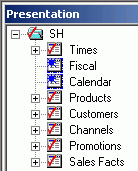 Presentation
SH
Times
Fiscal
Calendar
Products
Customers
Channels
Promotions
Sales Facts